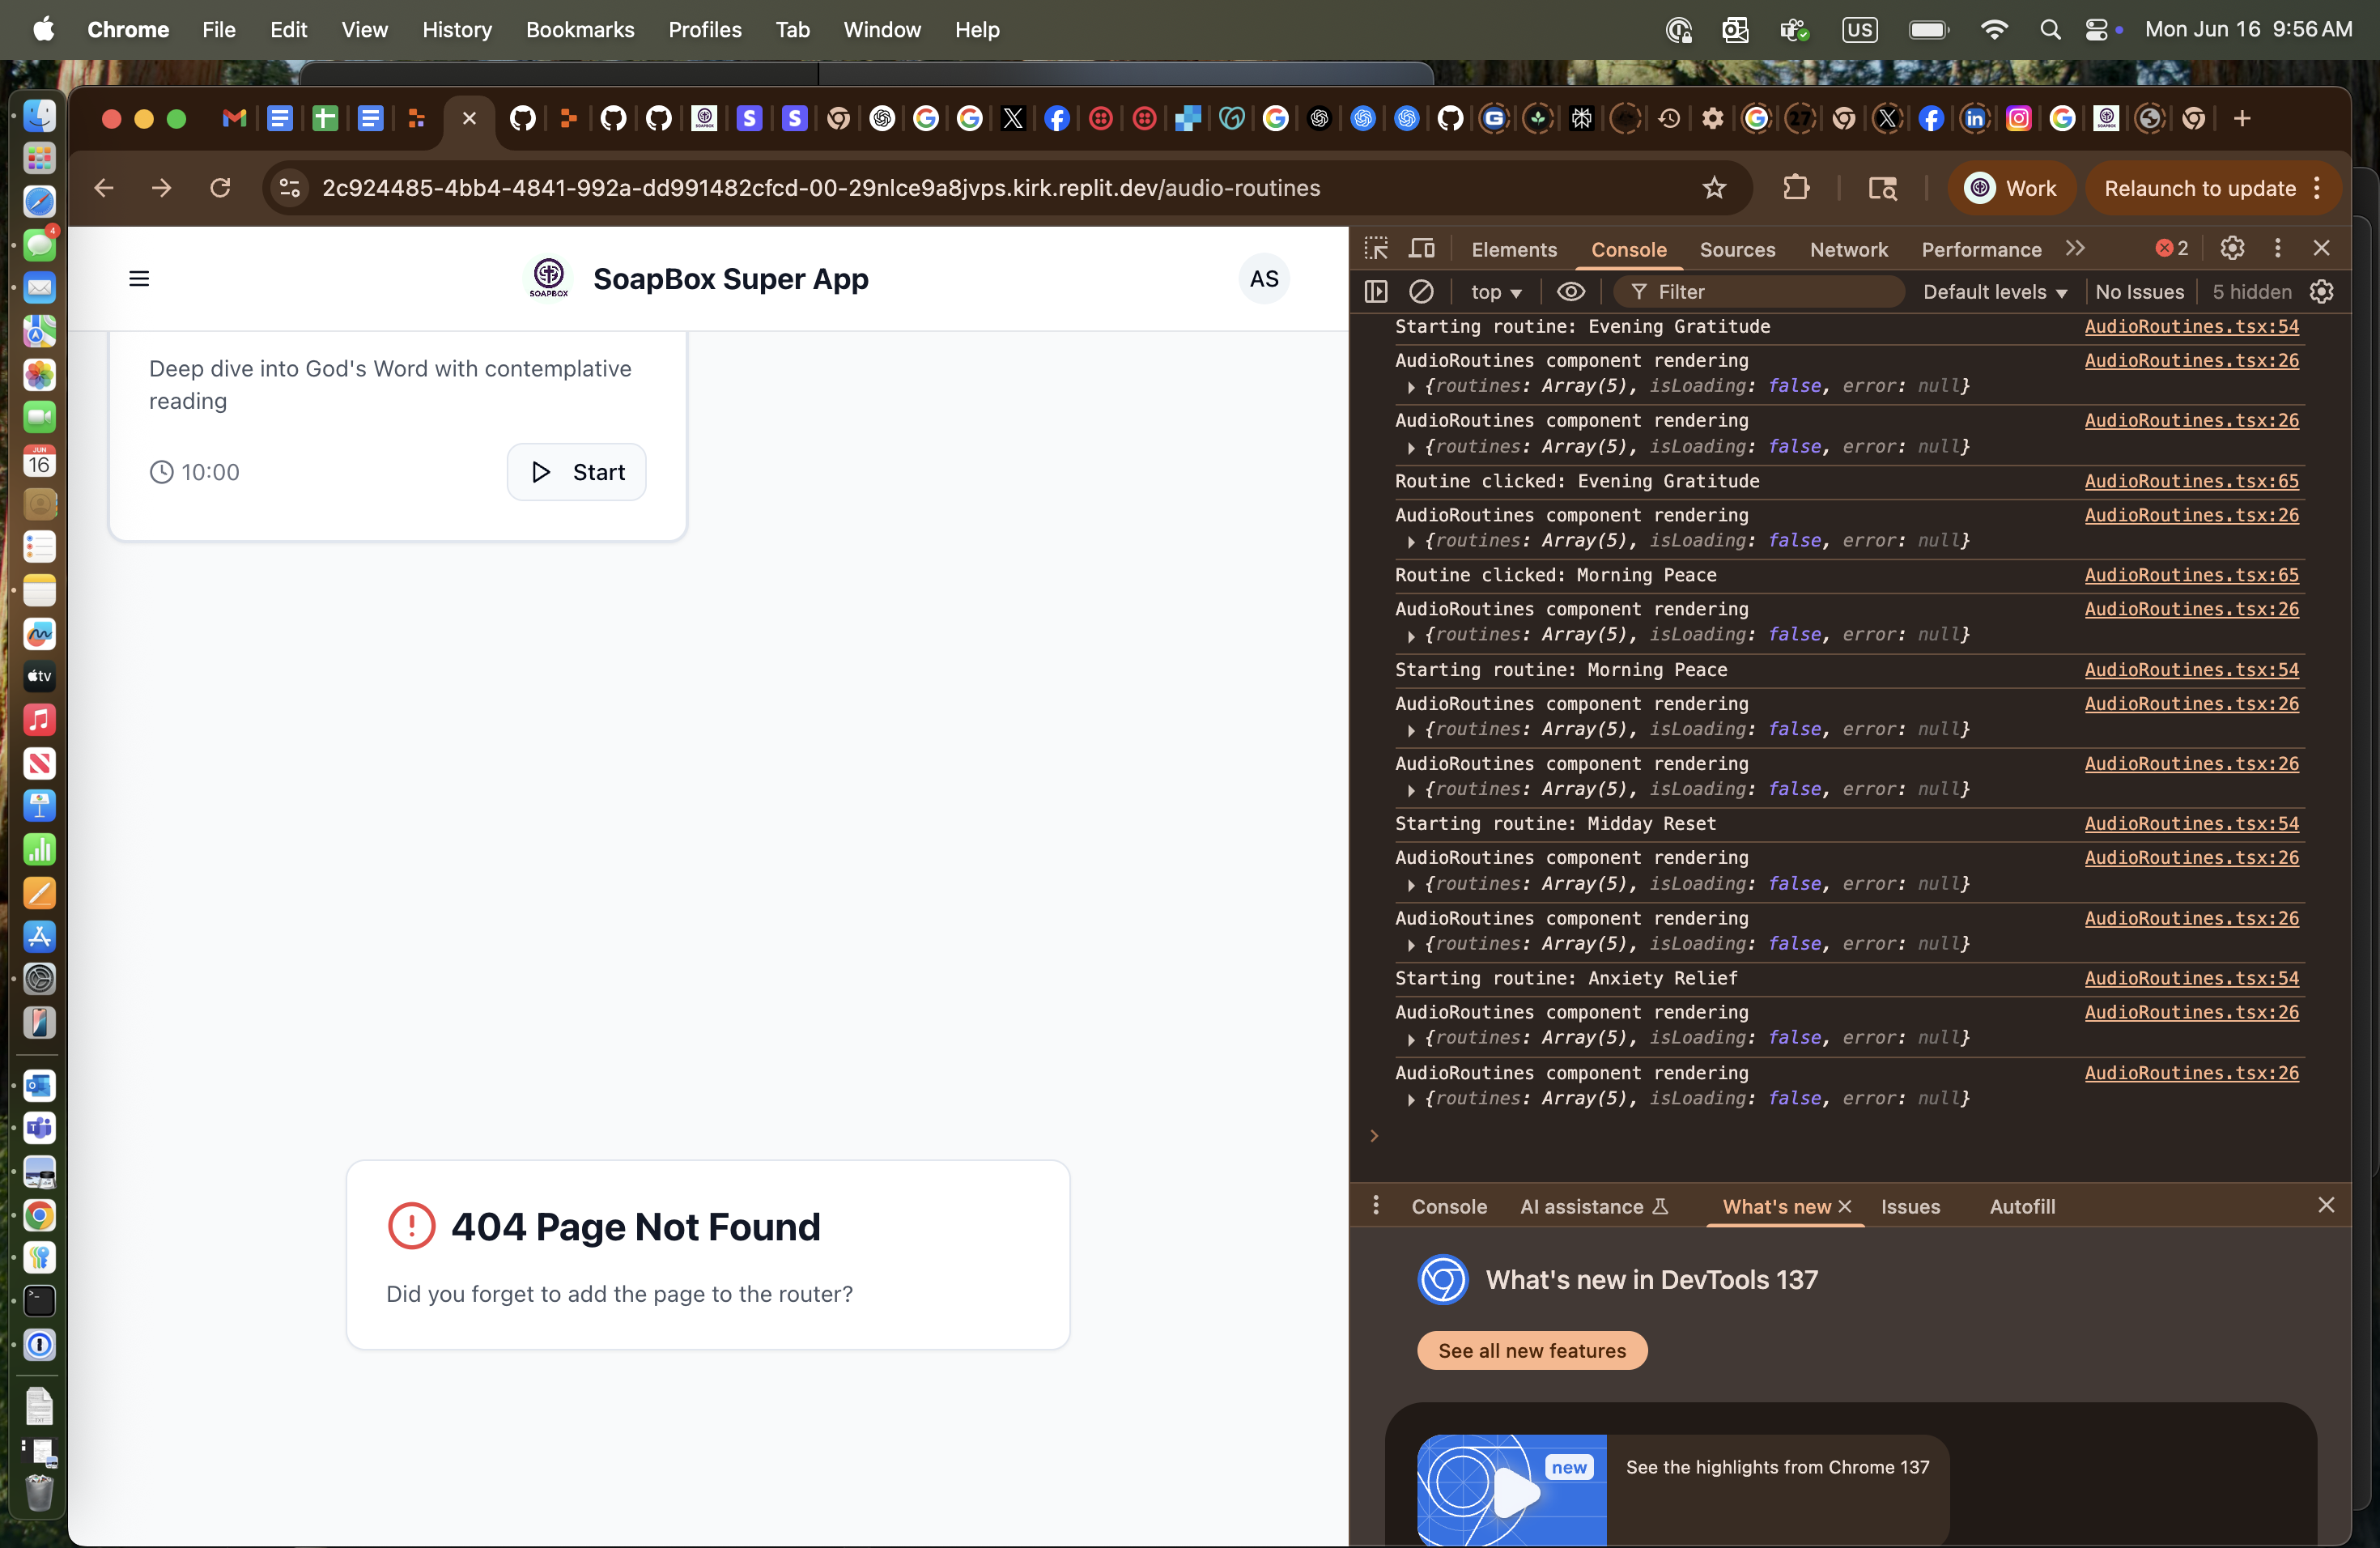 Chrome File Edit View History Bookmarks Profiles Tab Window Help US Mon Jun 16 9:56 AM
2c924485-4bb4-4841-992a-dd991482cfcd-00-29nlce9a8jvps.kirk.replit.dev/audio-routines
Work
Relaunch to update
SOAPBOX
SoapBox Super App
AS
Deep dive into God's Word with contemplative
reading
10:00
Start
404 Page Not Found
Did you forget to add the page to the router?
Elements Console Sources Network Performance 2
top Filter Default levels No Issues 5 hidden
Starting routine: Evening Gratitude AudioRoutines.tsx:54
AudioRoutines component rendering AudioRoutines.tsx:26
{routines: Array(5), isLoading: false, error: null}
AudioRoutines component rendering AudioRoutines.tsx:26
{routines: Array(5), isLoading: false, error: null}
Routine clicked: Evening Gratitude AudioRoutines.tsx:65
AudioRoutines component rendering AudioRoutines.tsx:26
{routines: Array(5), isLoading: false, error: null}
Routine clicked: Morning Peace AudioRoutines.tsx:65
AudioRoutines component rendering AudioRoutines.tsx:26
{routines: Array(5), isLoading: false, error: null}
Starting routine: Morning Peace AudioRoutines.tsx:54
AudioRoutines component rendering AudioRoutines.tsx:26
{routines: Array(5), isLoading: false, error: null}
AudioRoutines component rendering AudioRoutines.tsx:26
{routines: Array(5), isLoading: false, error: null}
Starting routine: Midday Reset AudioRoutines.tsx:54
AudioRoutines component rendering AudioRoutines.tsx:26
{routines: Array(5), isLoading: false, error: null}
AudioRoutines component rendering AudioRoutines.tsx:26
{routines: Array(5), isLoading: false, error: null}
Starting routine: Anxiety Relief AudioRoutines.tsx:54
AudioRoutines component rendering AudioRoutines.tsx:26
{routines: Array(5), isLoading: false, error: null}
AudioRoutines component rendering AudioRoutines.tsx:26
{routines: Array(5), isLoading: false, error: null}
Console AI assistance What's new Issues Autofill
What's new in DevTools 137
See all new features
new
See the highlights from Chrome 137
4
JUN
16
tv